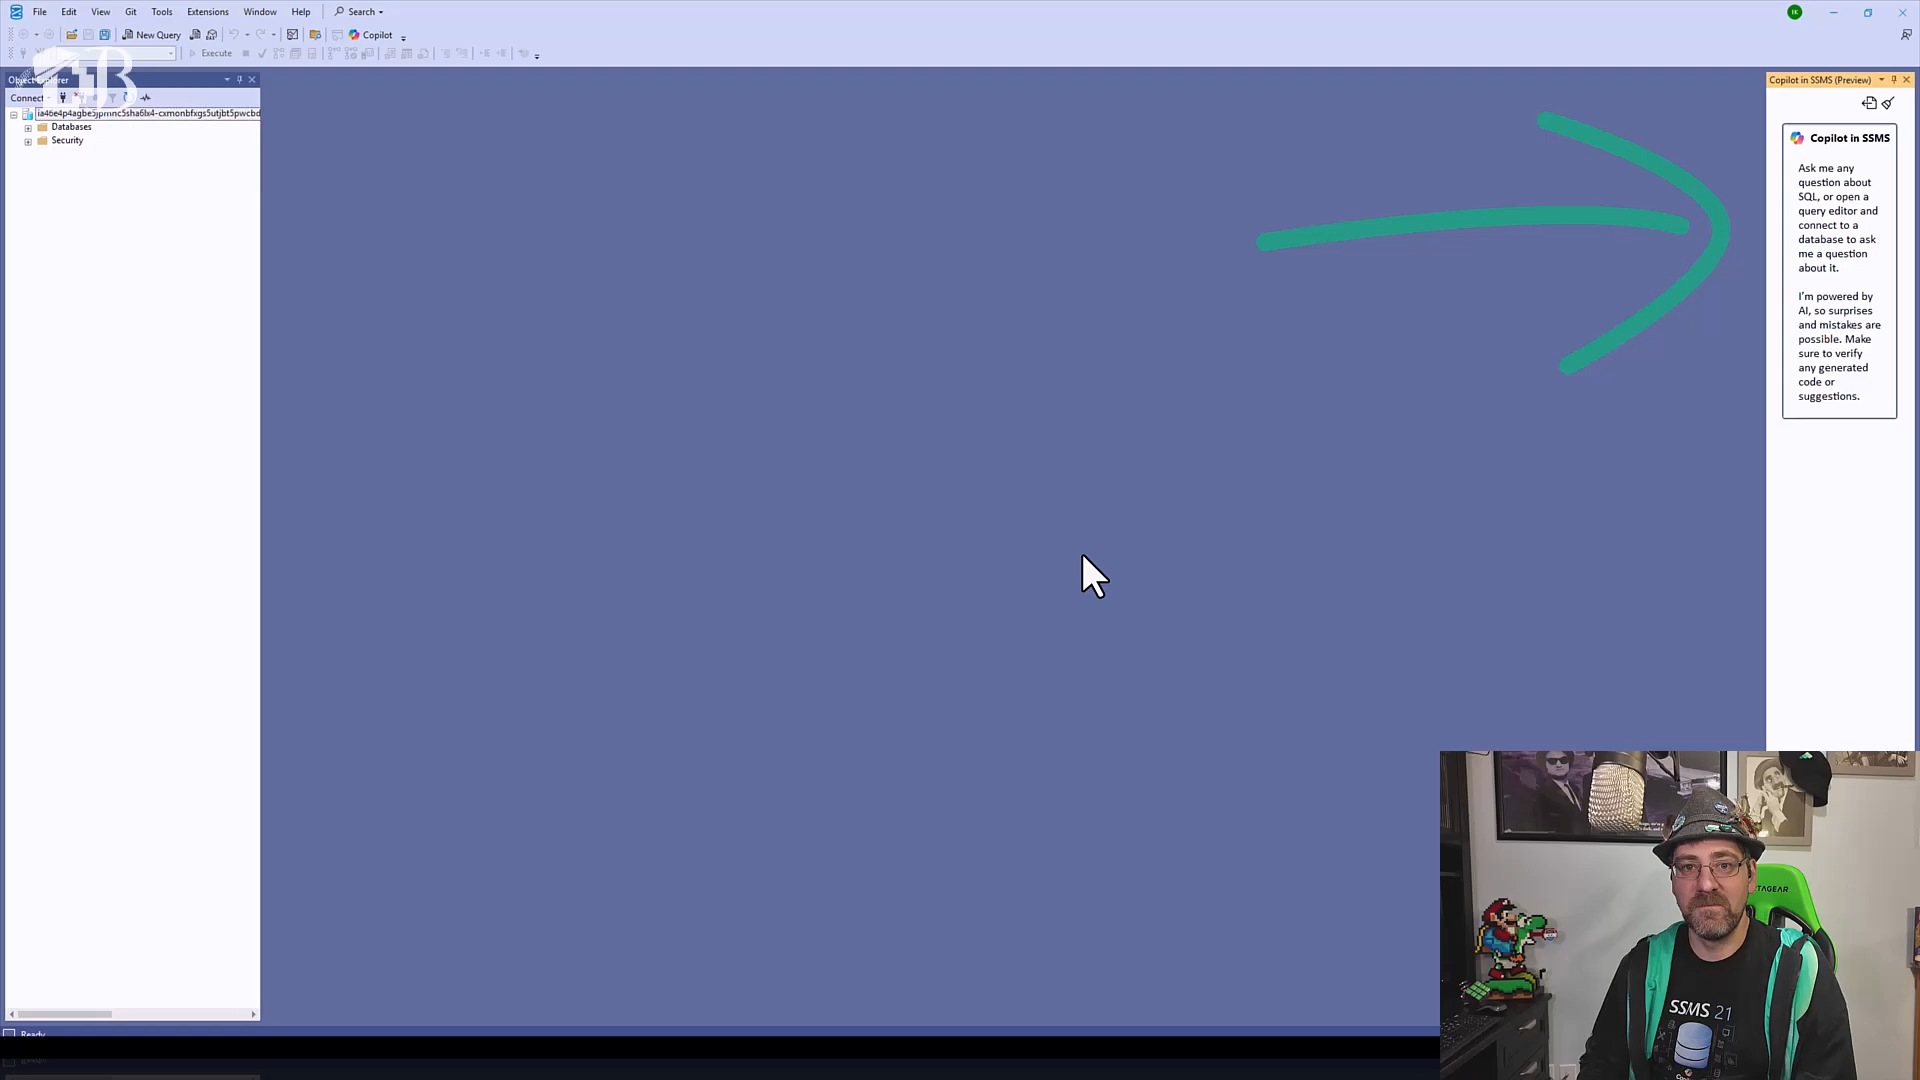 File Edit View Git Tools Extensions Window Help Search
IK
New Query Copilot
Execute
Object Explorer
Connect
Databases
Security
Ready
Copilot in SSMS (Preview)
Copilot in SSMS
Ask me any
question about
SQL, or open a
query editor and
connect to a
database to ask
me a question
about it.
I'm powered by
AI, so surprises
and mistakes are
possible. Make
sure to verify
any generated
code or
suggestions.
SSMS 21